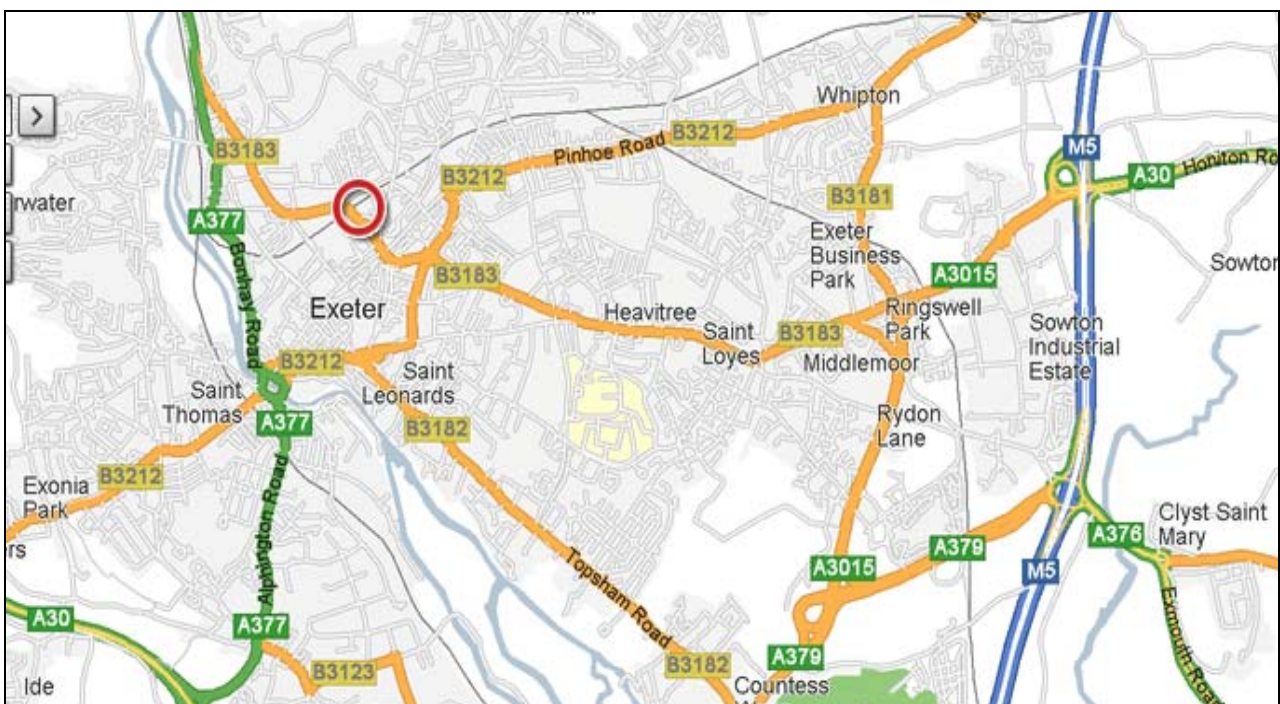 >
Whipton
B3212
Pinhoe Road
B3183
M5
A30
Honiton Ro
B3212
B3181
rwater
A377
Bonhay Road
Exeter
Business
Park
Sowton
A3015
B3183
Exeter
Heavitree
Saint
Loyes
B3183
Ringswell
Park
Middlemoor
Sowton
Industrial
Estate
B3212
Saint
Thomas
Saint
Leonards
A377
B3182
Rydon
Lane
B3212
Exonia
Park
rs
Alphington Road
Clyst Saint
Mary
A376
A379
A3015
M5
Topsham Road
Exmouth Road
A30
A377
B3123
B3182
A379
Ide
Countess